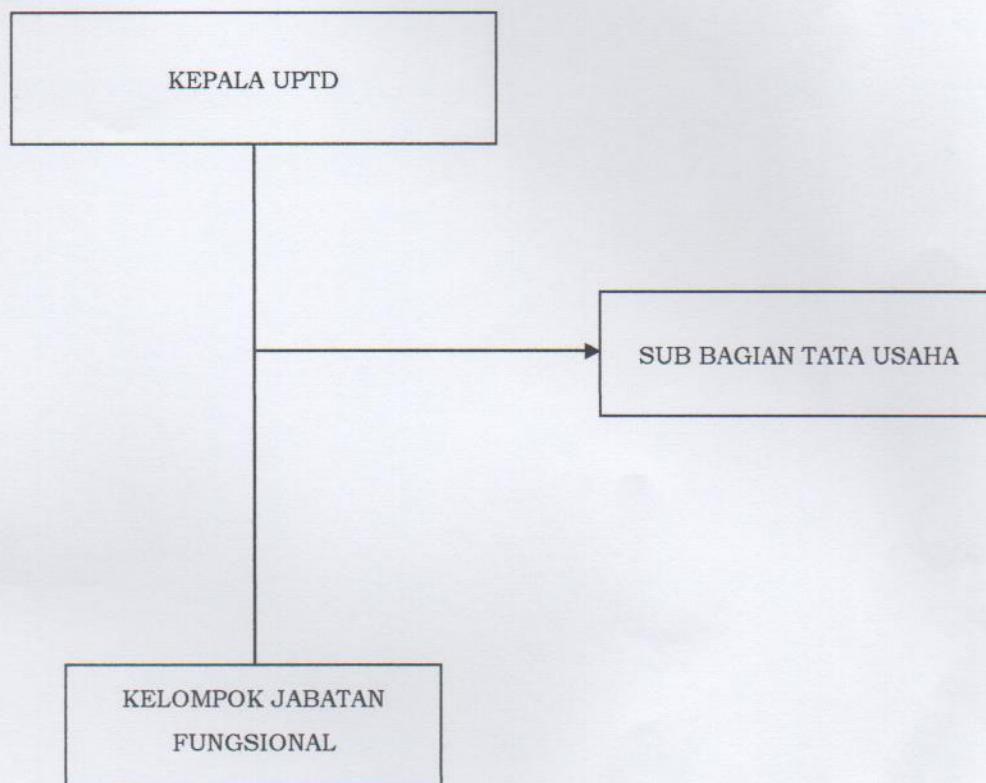 KEPALA UPTD
SUB BAGIAN TATA USAHA
KELOMPOK JABATAN
FUNGSIONAL